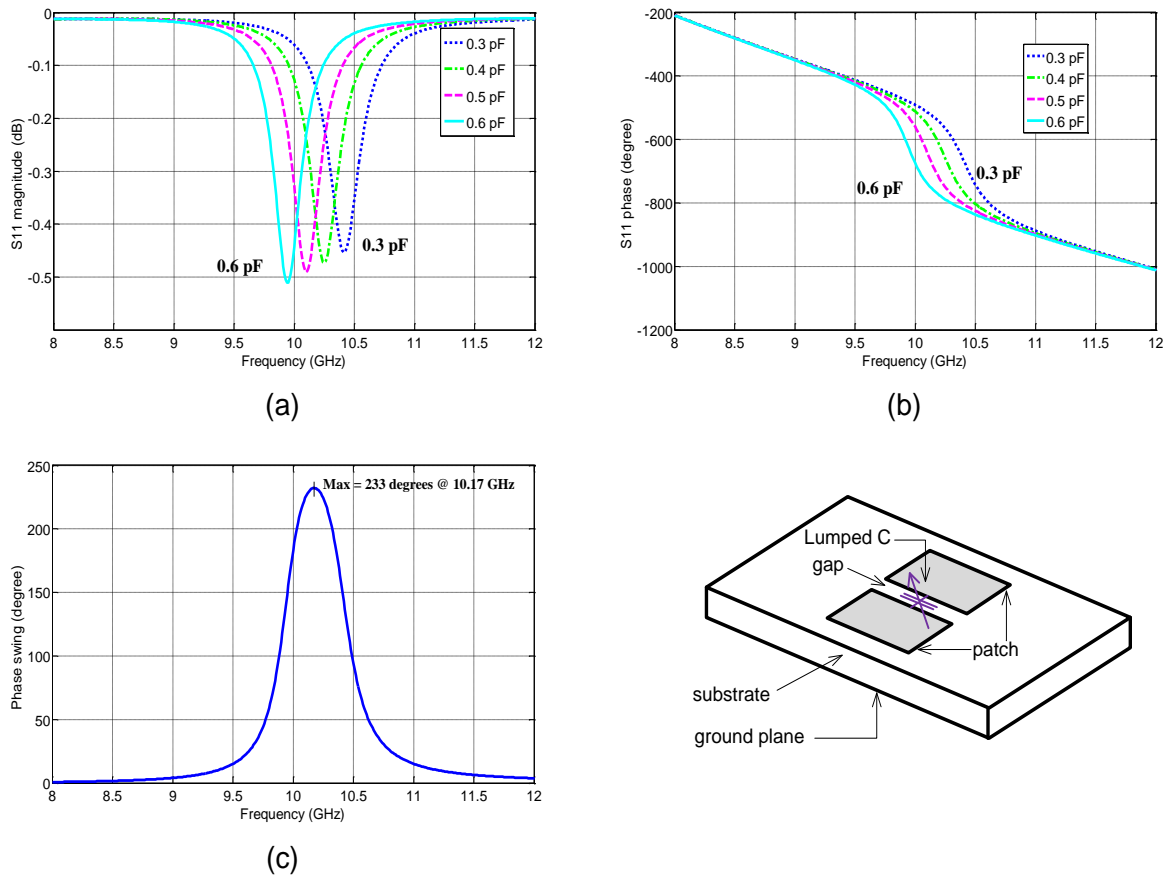 0
-0.1
-0.2
-0.3
-0.4
-0.5
8 8.5 9 9.5 10 10.5 11 11.5 12
Frequency (GHz)
S11 magnitude (dB)
0.3 pF
0.4 pF
0.5 pF
0.6 pF
0.6 pF
0.3 pF
(a)
-200
-400
-600
-800
-1000
-1200
8 8.5 9 9.5 10 10.5 11 11.5 12
Frequency (GHz)
S11 phase (degree)
0.3 pF
0.4 pF
0.5 pF
0.6 pF
0.3 pF
0.6 pF
(b)
250
200
150
100
50
0
8 8.5 9 9.5 10 10.5 11 11.5 12
Frequency (GHz)
Phase swing (degree)
Max = 233 degrees @ 10.17 GHz
(c)
Lumped C
gap
patch
substrate
ground plane